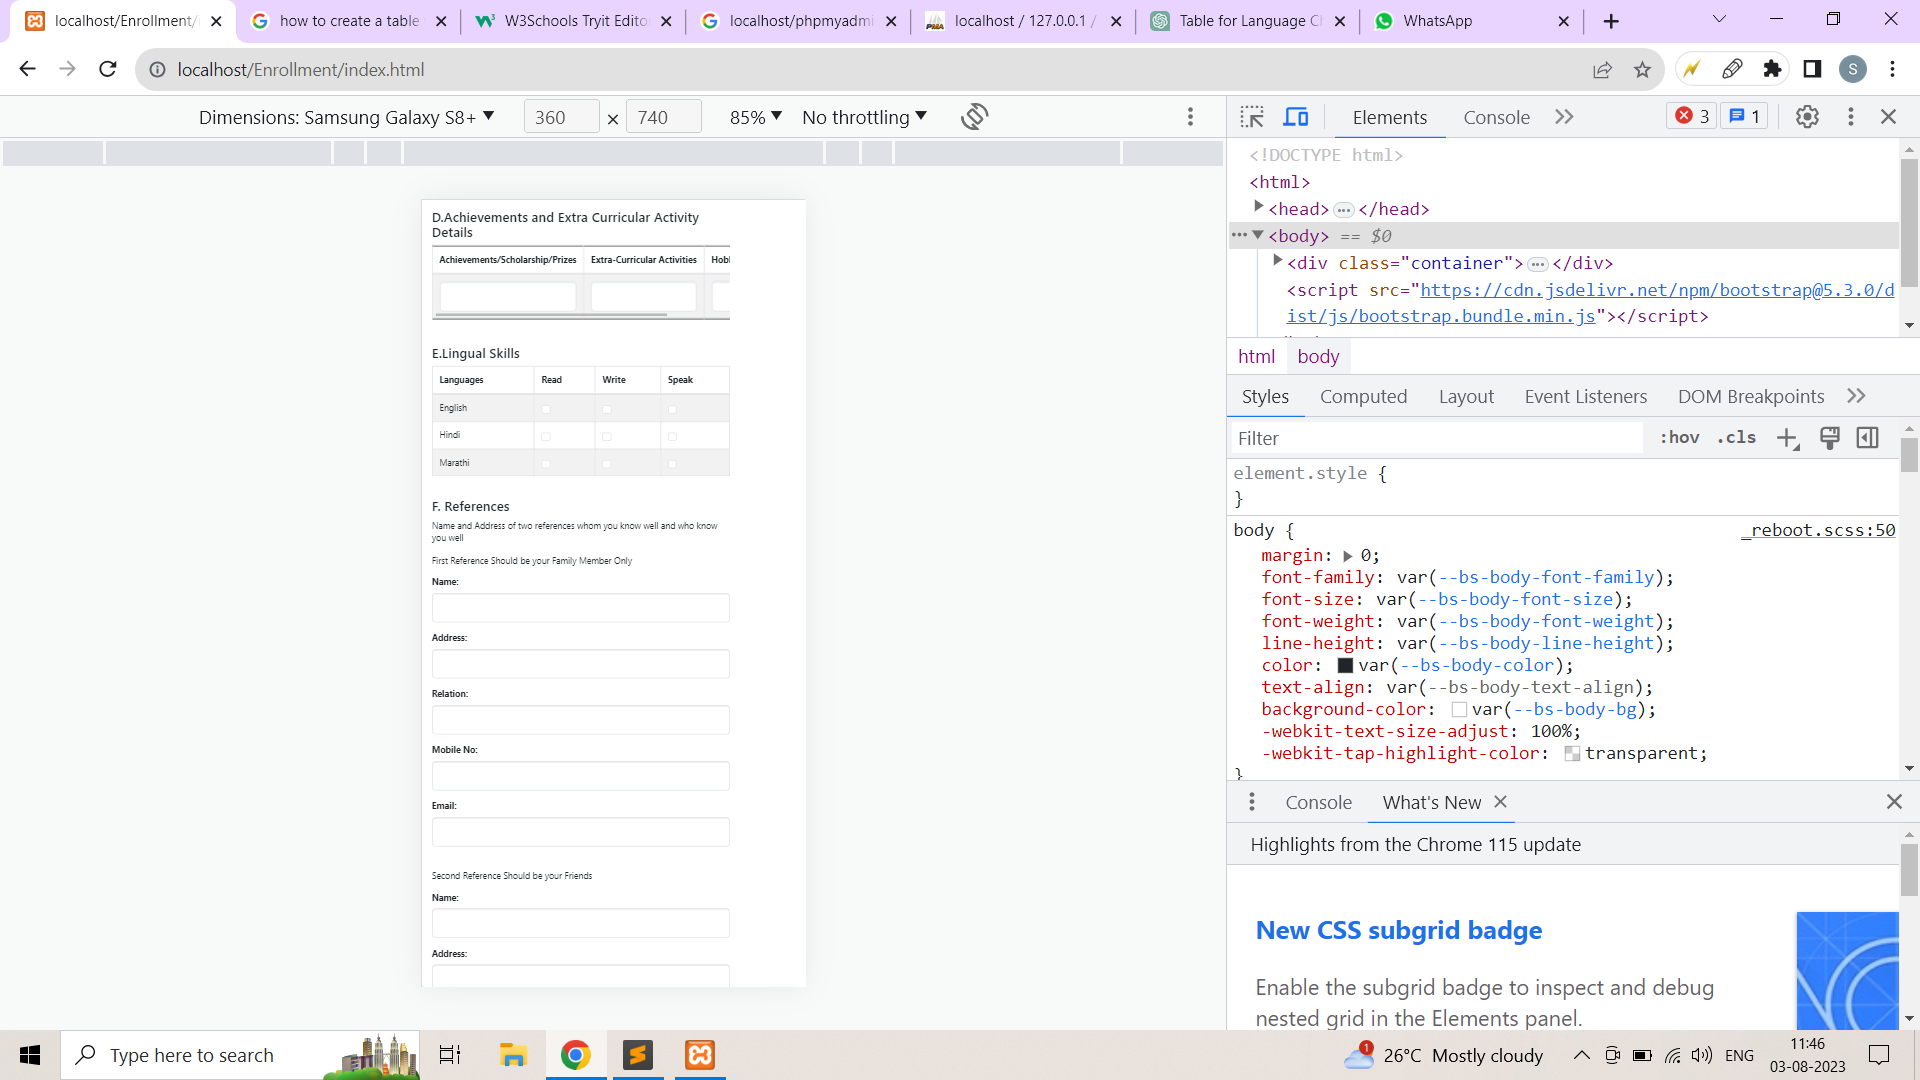 localhost/Enrollment/
how to create a table
W3Schools Tryit Edito
localhost/phpmyadmi
localhost / 127.0.0.1 /
Table for Language Ch
WhatsApp
localhost/Enrollment/index.html
S
Dimensions: Samsung Galaxy S8+
360 × 740
85%
No throttling
Elements
Console
3
1
<!DOCTYPE html>
<html>
<head> ··· </head>
··· <body> == $0
<div class="container"> ··· </div>
<script src="https://cdn.jsdelivr.net/npm/bootstrap@5.3.0/d
ist/js/bootstrap.bundle.min.js"></script>
html body
Styles Computed Layout Event Listeners DOM Breakpoints
Filter
:hov .cls
element.style {
}
body {
_reboot.scss:50
margin: 0;
font-family: var(--bs-body-font-family);
font-size: var(--bs-body-font-size);
font-weight: var(--bs-body-font-weight);
line-height: var(--bs-body-line-height);
color: var(--bs-body-color);
text-align: var(--bs-body-text-align);
background-color: var(--bs-body-bg);
-webkit-text-size-adjust: 100%;
-webkit-tap-highlight-color: transparent;
}
Console What's New
Highlights from the Chrome 115 update
New CSS subgrid badge
Enable the subgrid badge to inspect and debug
nested grid in the Elements panel.
D.Achievements and Extra Curricular Activity
Details
Achievements/Scholarship/Prizes Extra-Curricular Activities
E.Lingual Skills
Languages Read Write Speak
English
Hindi
Marathi
F. References
Name and Address of two references whom you know well and who know
you well
First Reference Should be your Family Member Only
Name:
Address:
Relation:
Mobile No:
Email:
Second Reference Should be your Friends
Name:
Address:
Type here to search
1
26°C Mostly cloudy
ENG
11:46
03-08-2023